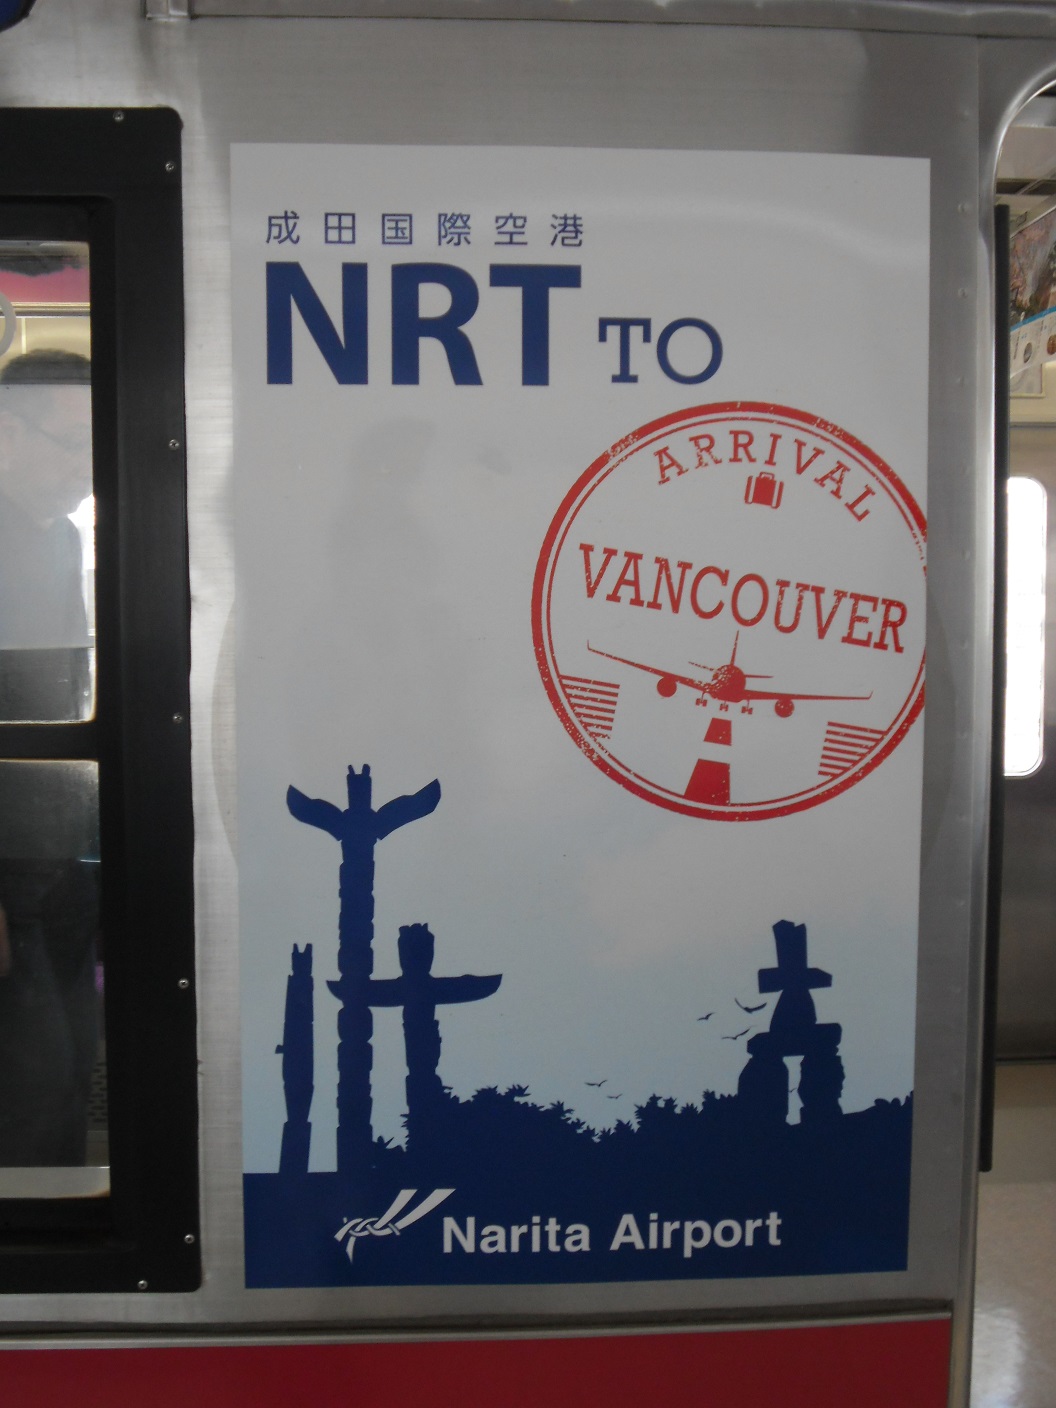 成田国際空港
NRT TO
ARRIVAL
VANCOUVER
Narita Airport